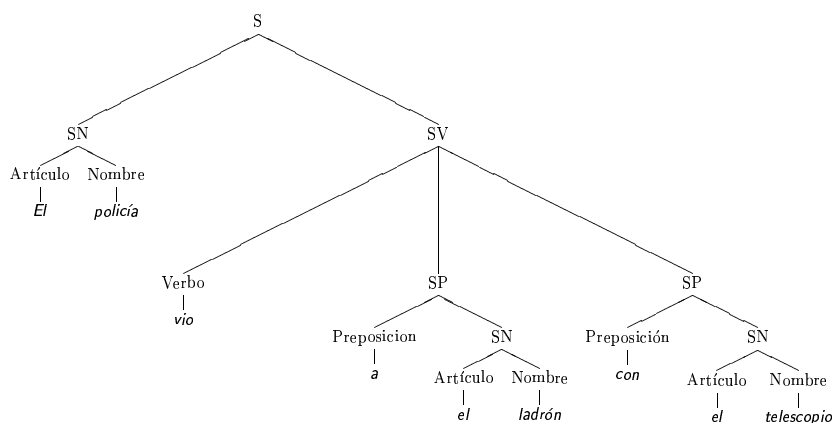 S
SN SV
Artículo Nombre
El policía
Verbo SP SP
vio
Preposicion SN Preposición SN
a con
Artículo Nombre Artículo Nombre
el ladrón el telescopio